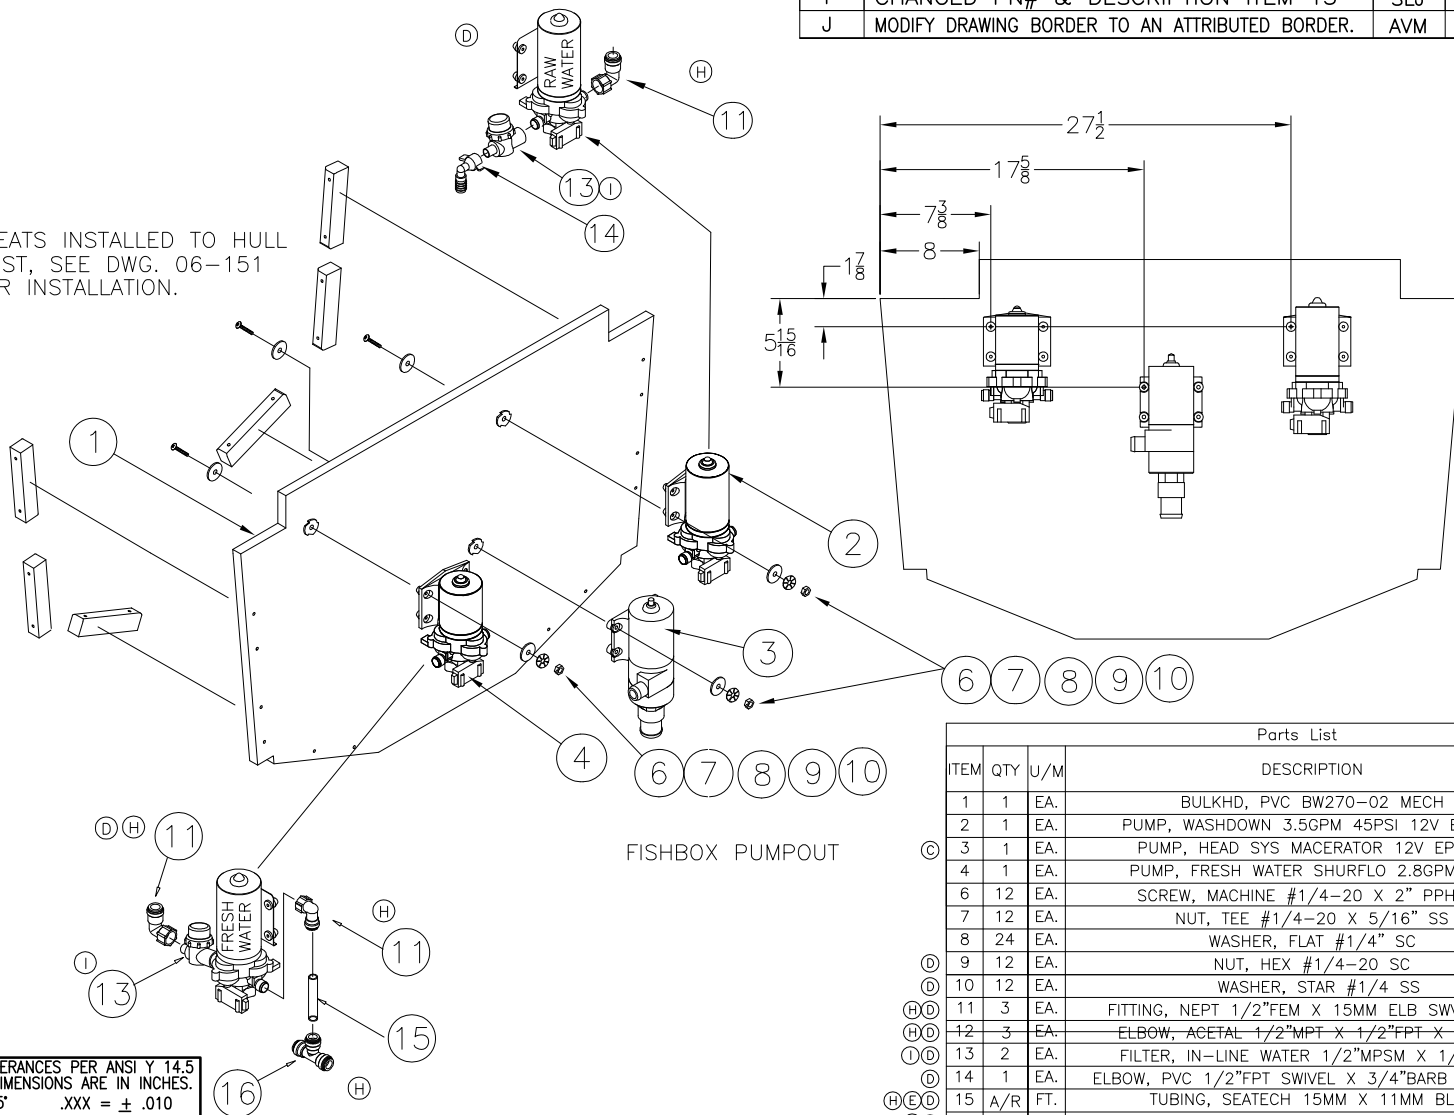 J MODIFY DRAWING BORDER TO AN ATTRIBUTED BORDER. AVM
D
RAW WATER
H
11
13 I
14
27 1/2
17 5/8
7 3/8
8
1 7/8
5 15/16
EATS INSTALLED TO HULL
ST, SEE DWG. 06-151
R INSTALLATION.
1
2
3
4
6 7 8 9 10
6 7 8 9 10
FISHBOX PUMPOUT
D H 11
FRESH WATER
H
11
I
13
15
16
H
ERANCES PER ANSI Y 14.5
IMENSIONS ARE IN INCHES.
5° .XXX = ± .010
Parts List
ITEM QTY U/M DESCRIPTION
1 1 EA. BULKHD, PVC BW270-02 MECH
2 1 EA. PUMP, WASHDOWN 3.5GPM 45PSI 12V
C 3 1 EA. PUMP, HEAD SYS MACERATOR 12V EP
4 1 EA. PUMP, FRESH WATER SHURFLO 2.8GPM
6 12 EA. SCREW, MACHINE #1/4-20 X 2" PPH
7 12 EA. NUT, TEE #1/4-20 X 5/16" SS
8 24 EA. WASHER, FLAT #1/4" SC
D 9 12 EA. NUT, HEX #1/4-20 SC
D 10 12 EA. WASHER, STAR #1/4 SS
H D 11 3 EA. FITTING, NEPT 1/2"FEM X 15MM ELB SW
H D 12 3 EA. ELBOW, ACETAL 1/2"MPT X 1/2"FPT X
I D 13 2 EA. FILTER, IN-LINE WATER 1/2"MPSM X 1/
D 14 1 EA. ELBOW, PVC 1/2"FPT SWIVEL X 3/4"BARB
H E D 15 A/R FT. TUBING, SEATECH 15MM X 11MM BL